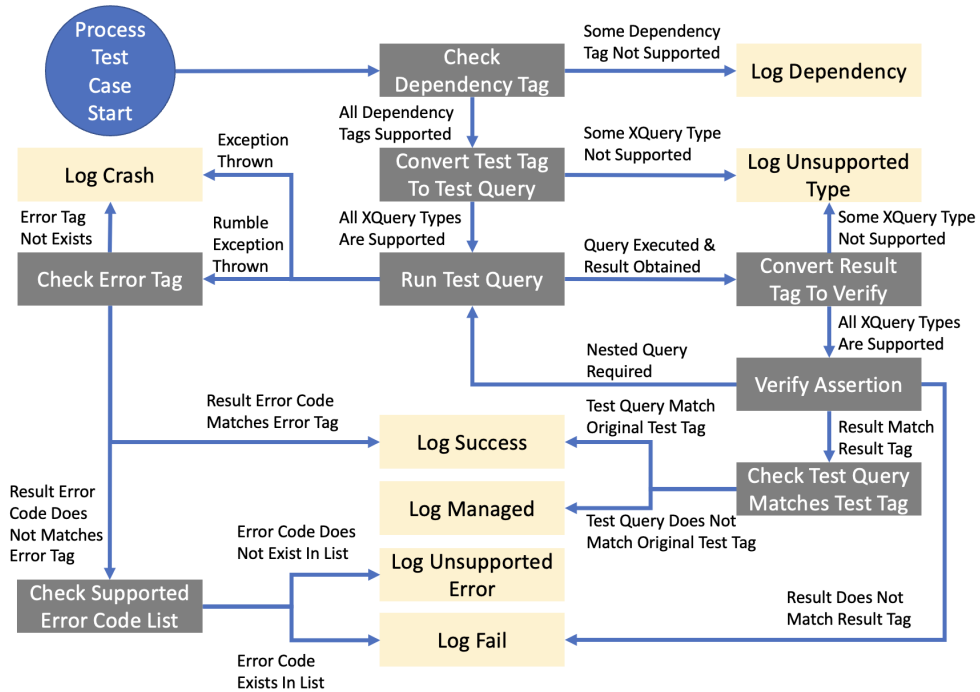 Process
Test
Case
Start
Check
Dependency Tag
Some Dependency
Tag Not Supported
Log Dependency
All Dependency
Tags Supported
Exception
Thrown
Log Crash
Convert Test Tag
To Test Query
Some XQuery Type
Not Supported
Log Unsupported
Type
Error Tag
Not Exists
Rumble
Exception
Thrown
All XQuery Types
Are Supported
Query Executed &
Result Obtained
Some XQuery Type
Not Supported
Check Error Tag
Run Test Query
Convert Result
Tag To Verify
All XQuery Types
Are Supported
Nested Query
Required
Verify Assertion
Result Error Code
Matches Error Tag
Log Success
Test Query Match
Original Test Tag
Result Match
Result Tag
Check Test Query
Matches Test Tag
Log Managed
Test Query Does Not
Match Original Test Tag
Result Error
Code Does
Not Matches
Error Tag
Error Code Does
Not Exist In List
Log Unsupported
Error
Check Supported
Error Code List
Result Does Not
Match Result Tag
Log Fail
Error Code
Exists In List